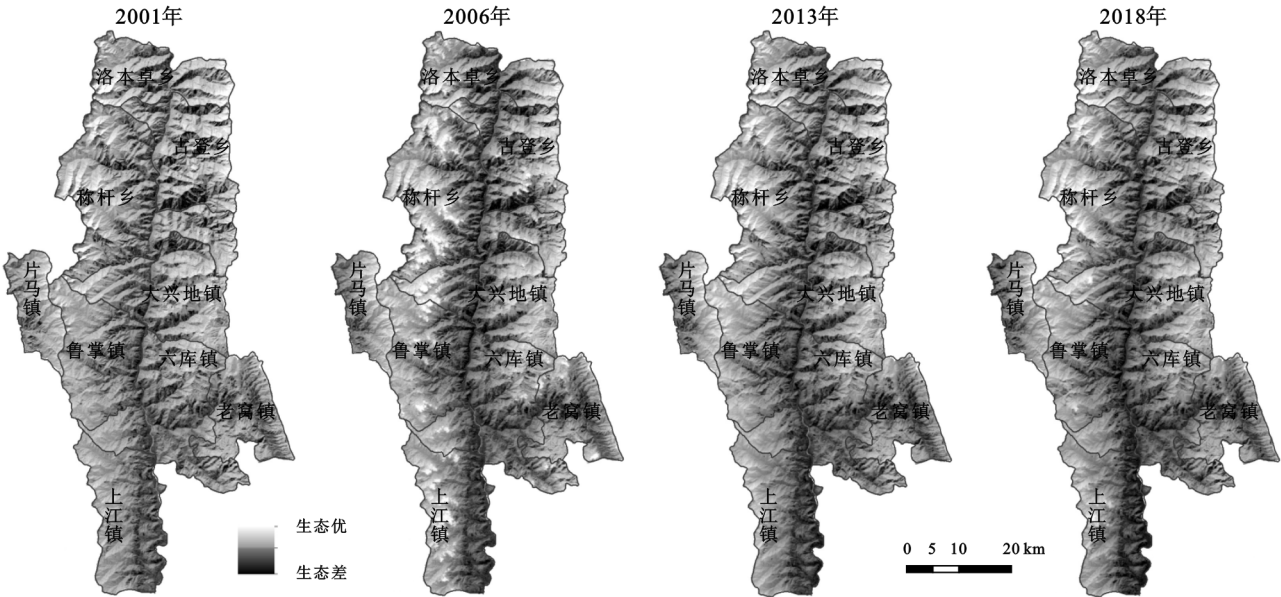 2001年
2006年
2013年
2018年
洛本卓乡
洛本卓乡
洛本卓乡
洛本卓乡
古登乡
古登乡
古登乡
古登乡
称杆乡
称杆乡
称杆乡
称杆乡
片马镇
片马镇
片马镇
片马镇
大兴地镇
大兴地镇
大兴地镇
大兴地镇
鲁掌镇
鲁掌镇
鲁掌镇
鲁掌镇
六库镇
六库镇
六库镇
六库镇
老窝镇
老窝镇
老窝镇
老窝镇
上江镇
上江镇
上江镇
上江镇
生态优
生态差
0 5 10 20 km